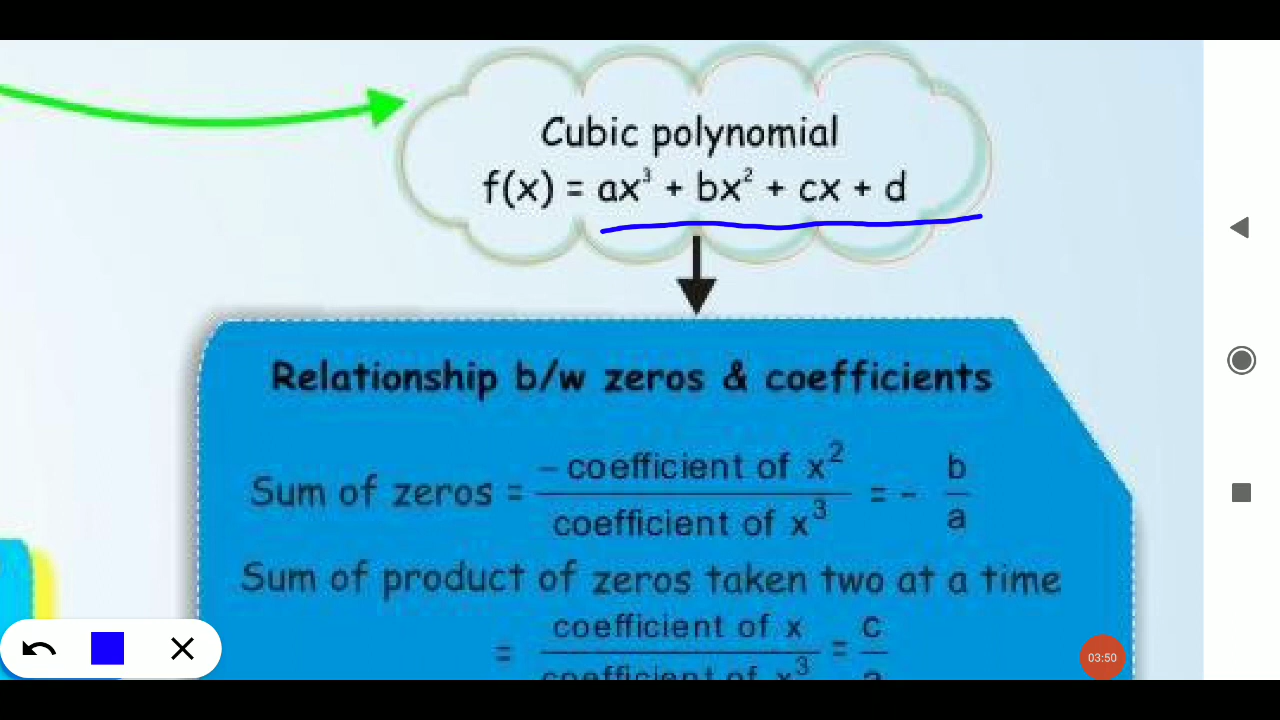 Cubic polynomial
f(x) = ax³ + bx² + cx + d
Relationship b/w zeros & coefficients
Sum of zeros = – coefficient of x² / coefficient of x³ = - b / a
Sum of product of zeros taken two at a time
= coefficient of x / coefficient of x³ = c / a
03:50